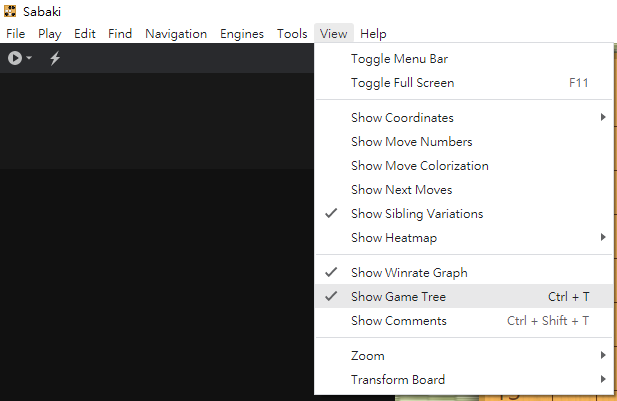 Sabaki
File Play Edit Find Navigation Engines Tools View Help
Toggle Menu Bar
Toggle Full Screen F11
Show Coordinates
Show Move Numbers
Show Move Colorization
Show Next Moves
Show Sibling Variations
Show Heatmap
Show Winrate Graph
Show Game Tree Ctrl + T
Show Comments Ctrl + Shift + T
Zoom
Transform Board